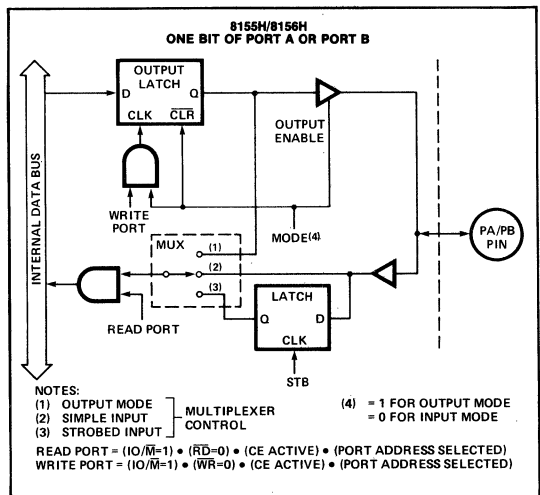 8155H/8156H
ONE BIT OF PORT A OR PORT B
OUTPUT
LATCH
D
Q
CLK
C̅L̅R̅
OUTPUT
ENABLE
INTERNAL DATA BUS
WRITE
PORT
MODE(4)
PA/PB
PIN
MUX
(1)
(2)
(3)
LATCH
Q
D
CLK
READ PORT
STB
NOTES:
(1) OUTPUT MODE
(2) SIMPLE INPUT
(3) STROBED INPUT
MULTIPLEXER
CONTROL
(4) = 1 FOR OUTPUT MODE
= 0 FOR INPUT MODE
READ PORT = (IO/M̅=1) • (R̅D̅=0) • (CE ACTIVE) • (PORT ADDRESS SELECTED)
WRITE PORT = (IO/M̅=1) • (W̅R̅=0) • (CE ACTIVE) • (PORT ADDRESS SELECTED)